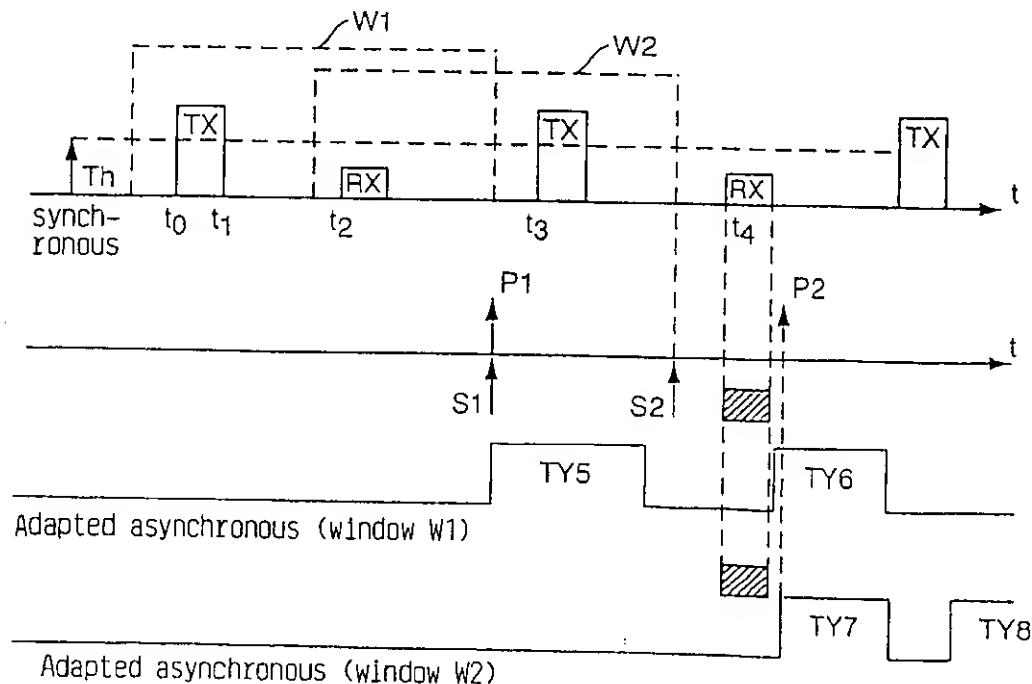 W1
W2
TX
TX
TX
Th
RX
RX
synch-
ronous
t0
t1
t2
t3
t4
t
P1
P2
t
S1
S2
TY5
TY6
Adapted asynchronous (window W1)
TY7
TY8
Adapted asynchronous (window W2)